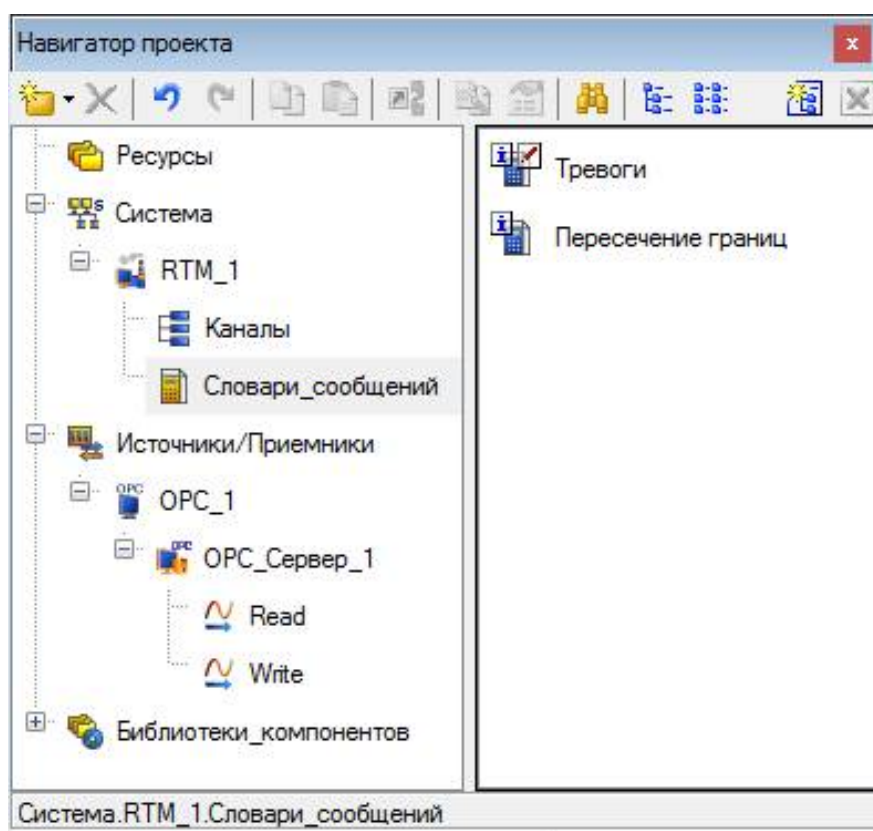 Навигатор проекта
Ресурсы
Система
RTM_1
Каналы
Словари_сообщений
Источники/Приемники
OPC_1
OPC_Сервер_1
Read
Write
Библиотеки_компонентов
Тревоги
Пересечение границ
Система.RTM_1.Словари_сообщений